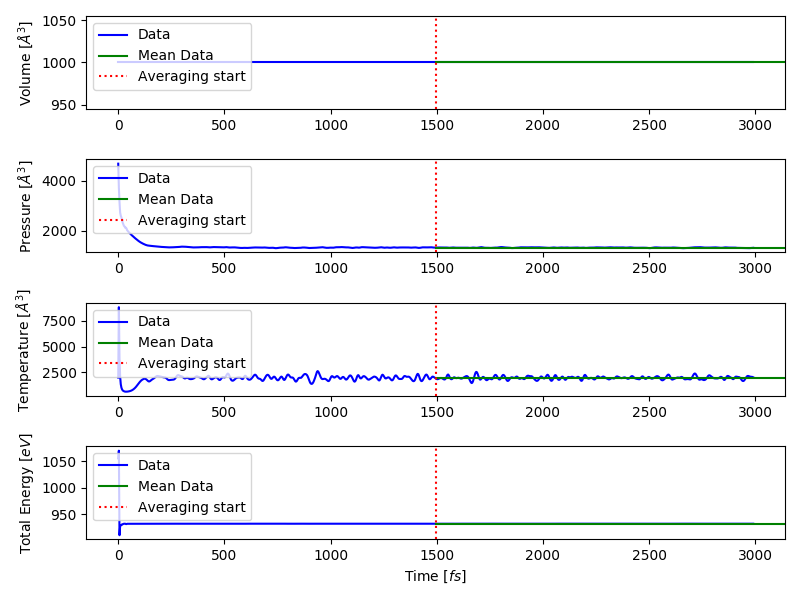 Volume [Å³]
1050
1000
950
Data
Mean Data
Averaging start
0 500 1000 1500 2000 2500 3000
Pressure [Å³]
4000
2000
Data
Mean Data
Averaging start
0 500 1000 1500 2000 2500 3000
Temperature [Å³]
7500
5000
2500
Data
Mean Data
Averaging start
0 500 1000 1500 2000 2500 3000
Total Energy [eV]
1050
1000
950
Data
Mean Data
Averaging start
0 500 1000 1500 2000 2500 3000
Time [fs]